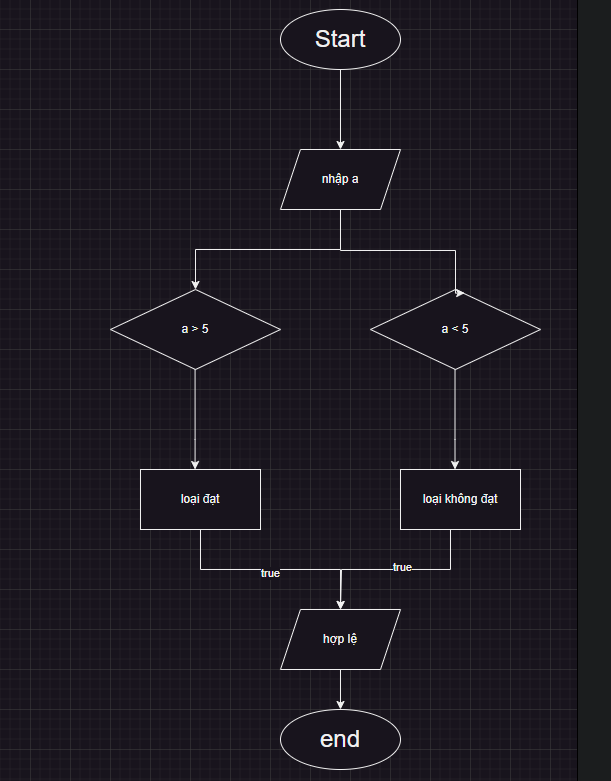 Start
nhập a
a > 5
a < 5
loại đạt
loại không đạt
true
true
hợp lệ
end